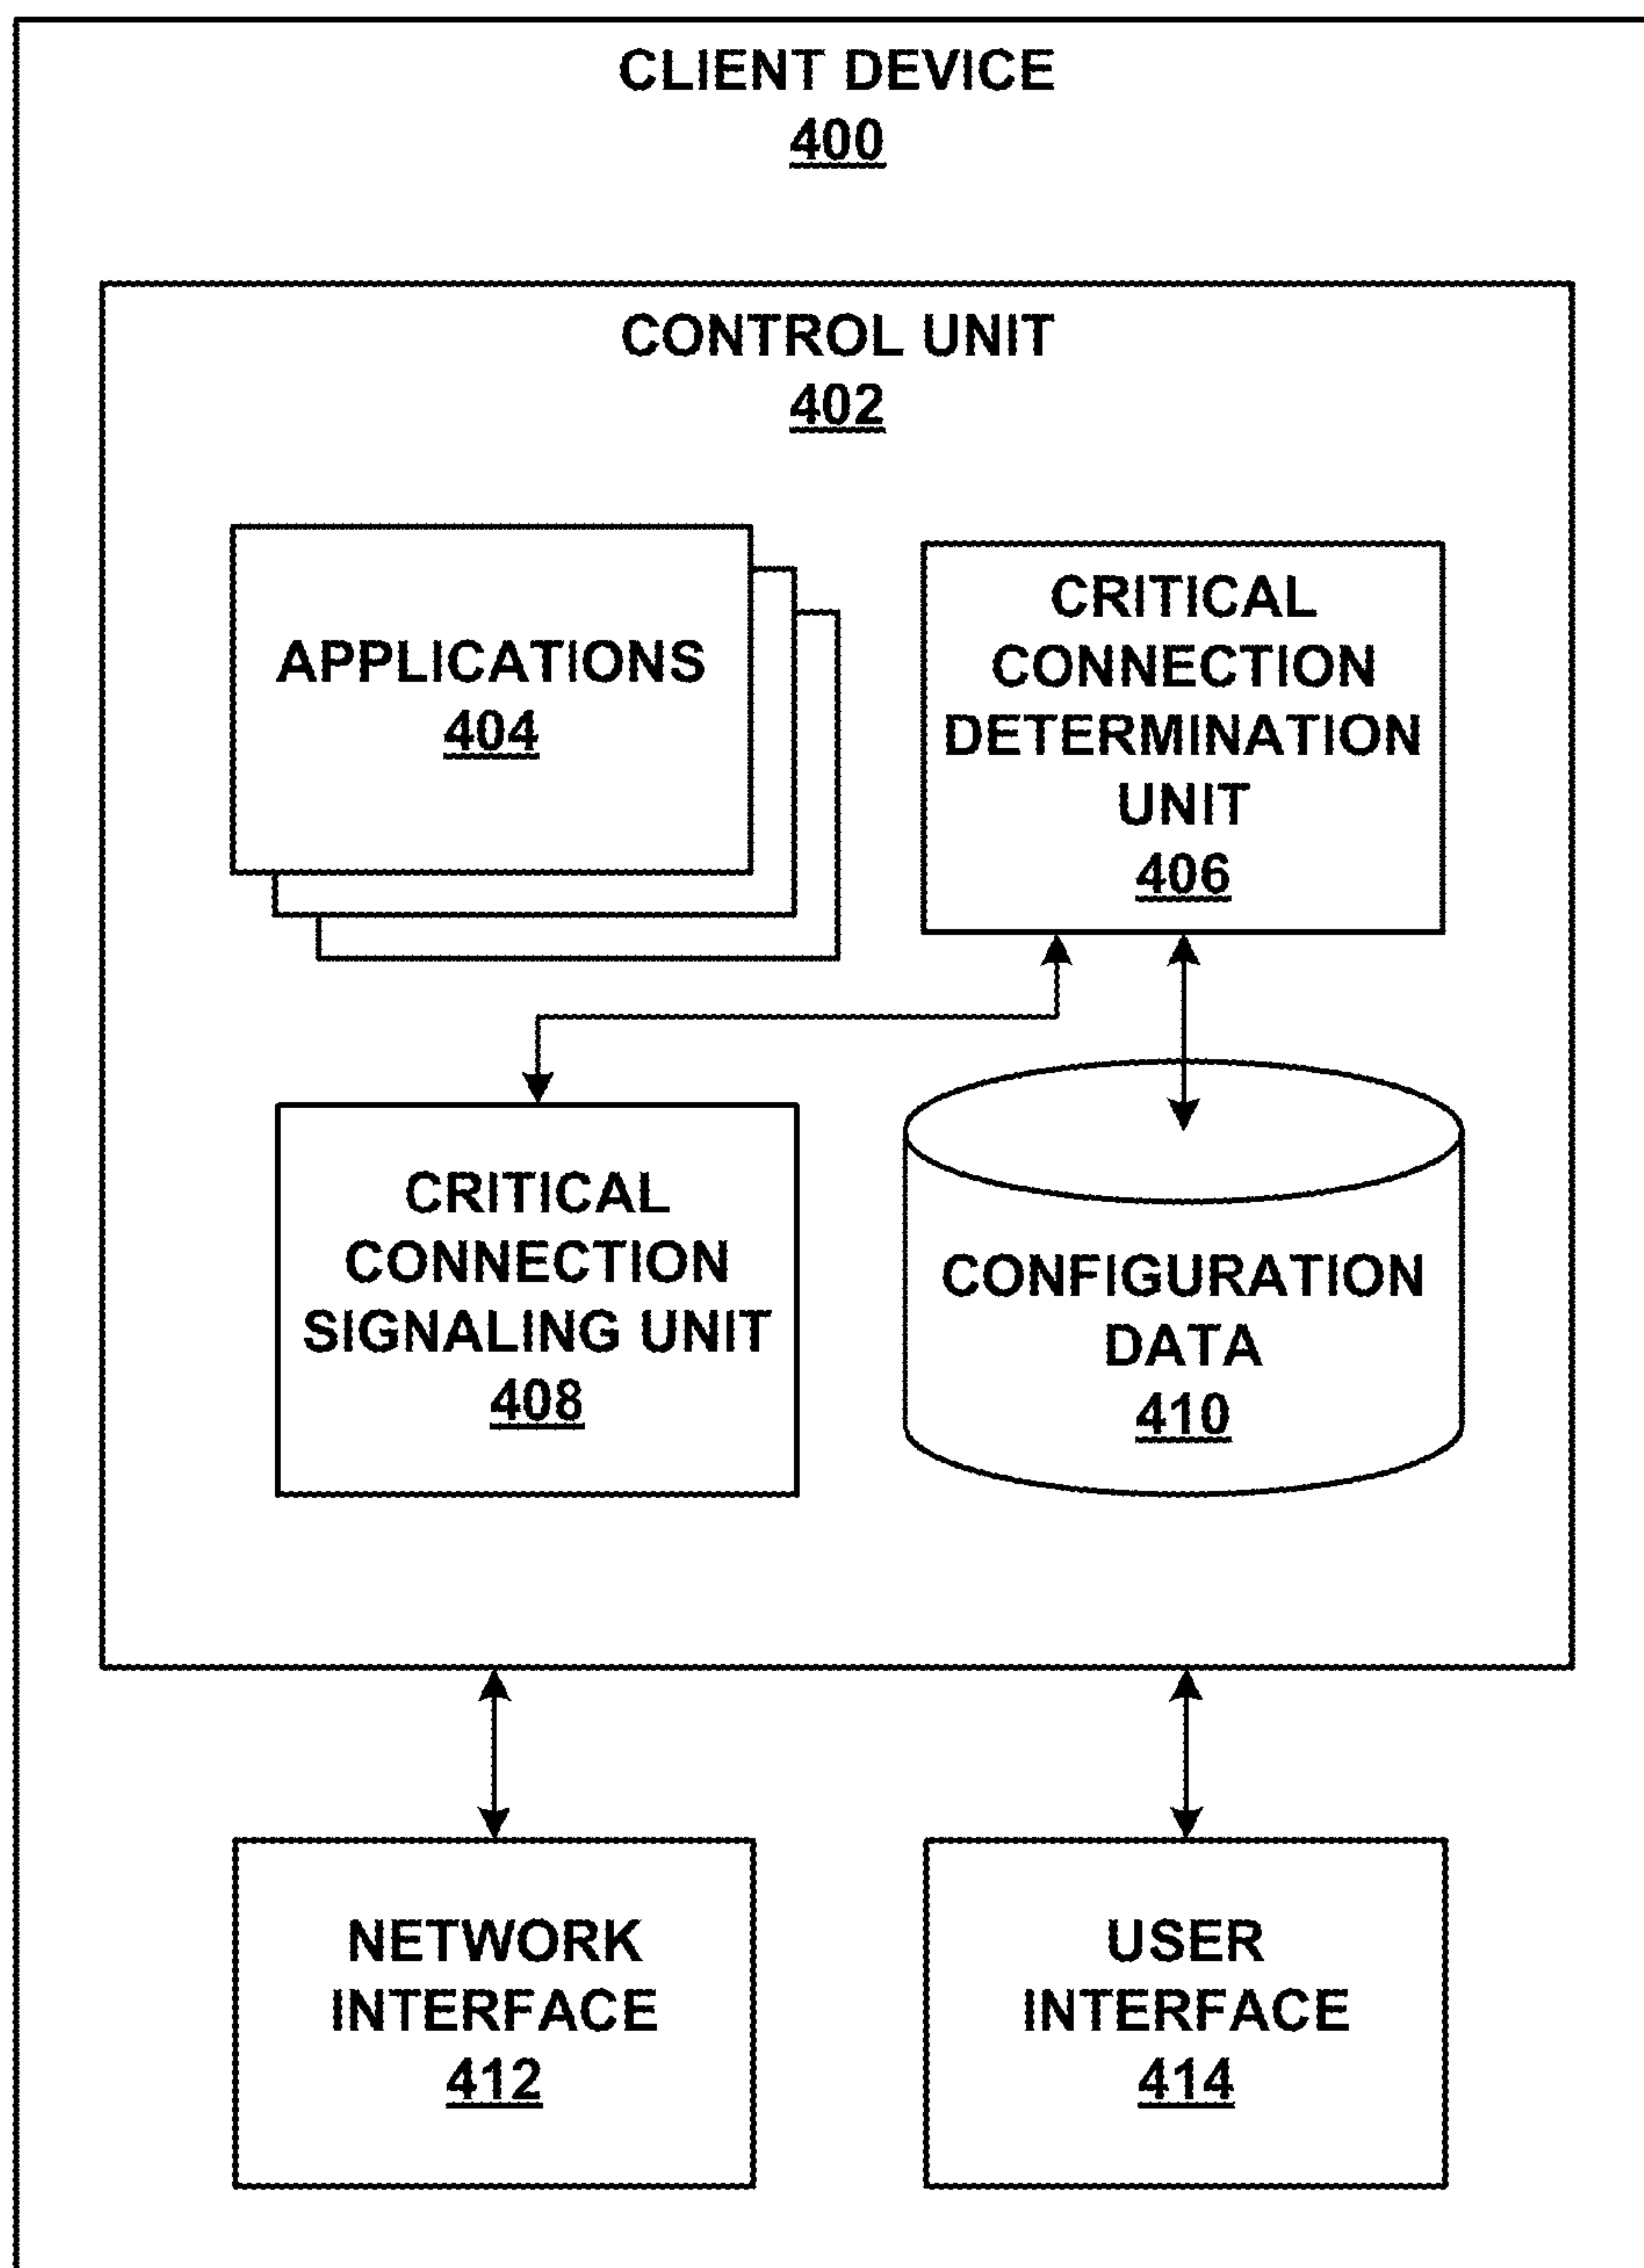 CLIENT DEVICE
400
CONTROL UNIT
402
APPLICATIONS
404
CRITICAL
CONNECTION
DETERMINATION
UNIT
406
CRITICAL
CONNECTION
SIGNALING UNIT
408
CONFIGURATION
DATA
410
NETWORK
INTERFACE
412
USER
INTERFACE
414